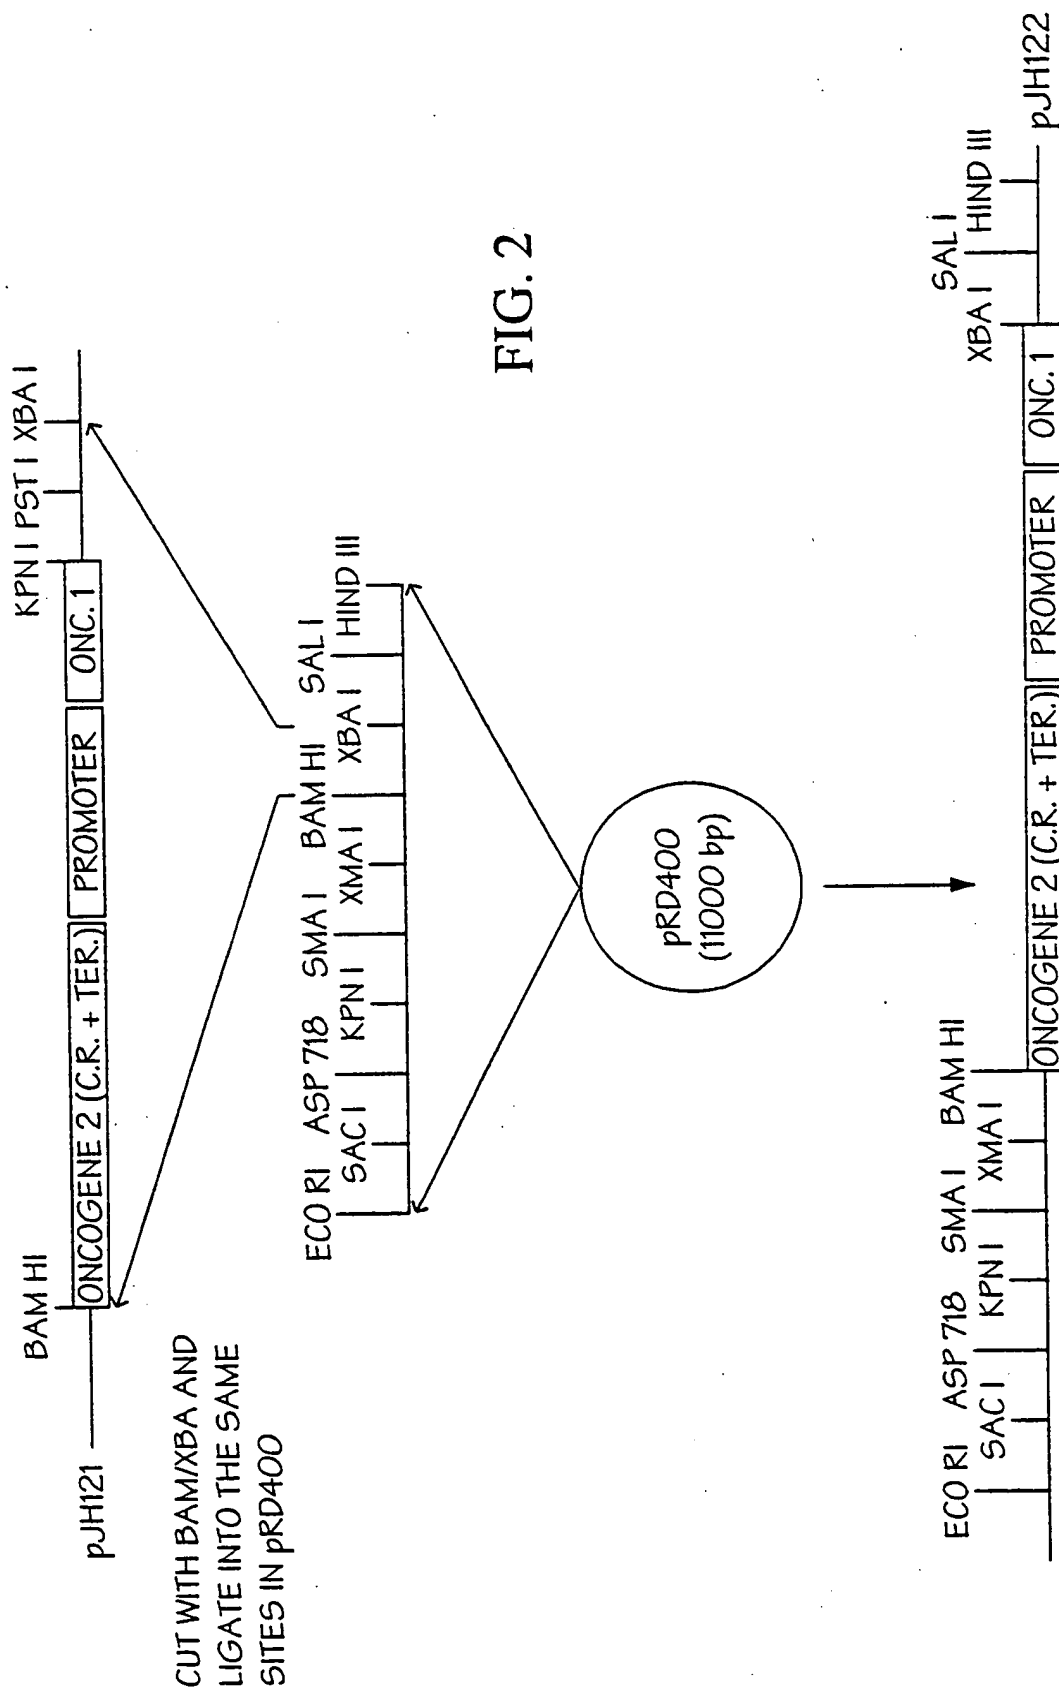 BAM HI
KPN I PST I XBA I
pJH121
ONCOGENE 2 (C.R. + TER.) PROMOTER ONC. 1
CUT WITH BAM/XBA AND
LIGATE INTO THE SAME
SITES IN pRD400
ECO RI ASP 718 SMA I BAM HI SAL I
SAC I KPN I XMA I XBA I HIND III
pRD400
(11000 bp)
FIG. 2
ECO RI ASP 718 SMA I BAM HI
SAC I KPN I XMA I
XBA I SAL I HIND III
ONCOGENE 2 (C.R. + TER.) PROMOTER ONC. 1
pJH122